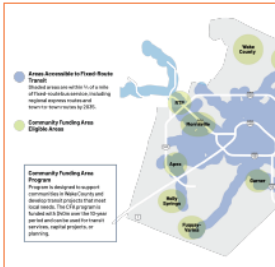 Wake
County
Areas Accessible to Fixed-Route
Transit
Shaded areas are within ¾ of a mile
of fixed-route bus service, including
regional express routes and
town-to-town routes by 2035.
Community Funding Area
Eligible Areas
RTP
Morrisville
Community Funding Area
Program
Program is designed to support
communities in Wake County and
develop transit projects that meet
local needs. The CFA program is
over the 10-year
period and can be used for transit
services, capital projects, or
planning.
Apex
Holly
Springs
Garner
Fuquay-
Varina